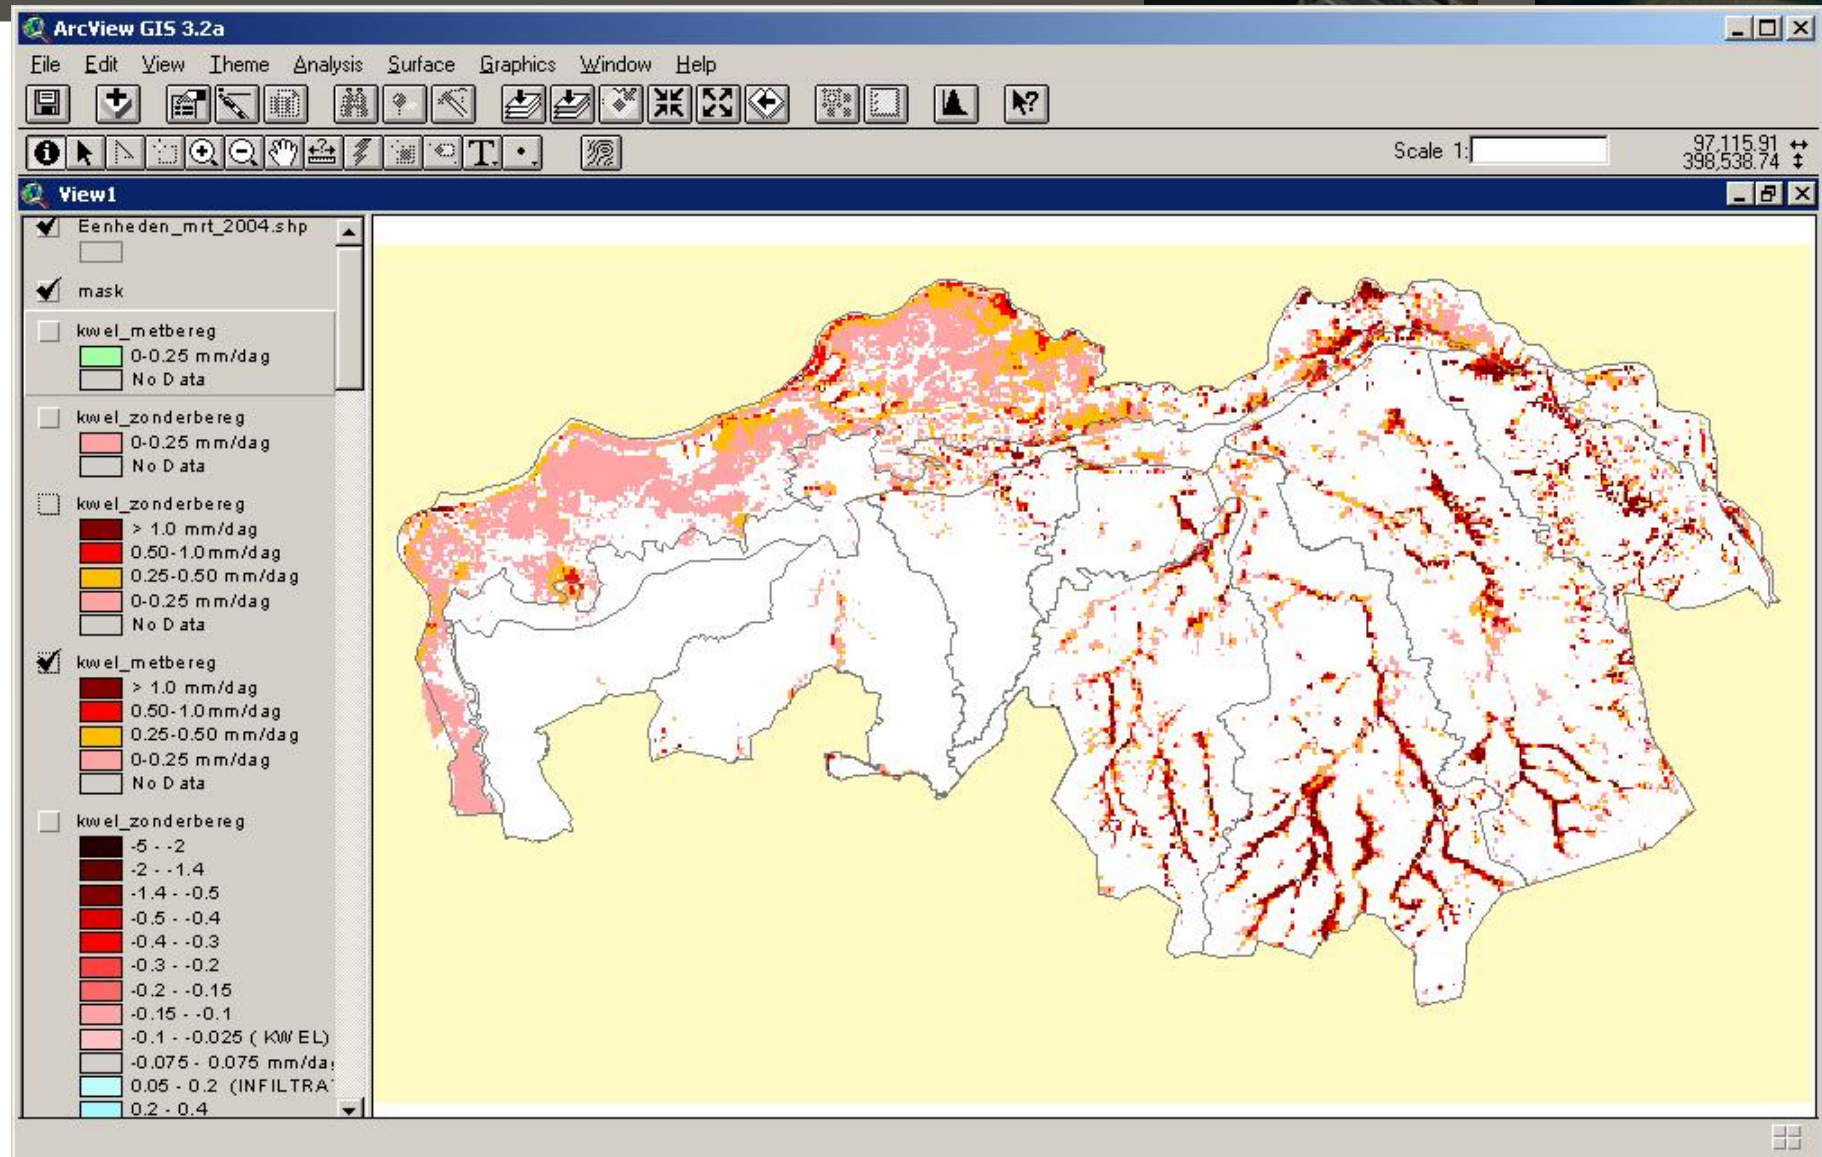 ArcView GIS 3.2a
File Edit View Theme Analysis Surface Graphics Window Help
Scale 1:
97,115.91
398,538.74
View1
Eenheden_mrt_2004.shp
mask
kwel_metbereg
0-0.25 mm/dag
No Data
kwel_zonderbereg
0-0.25 mm/dag
No Data
kwel_zonderbereg
> 1.0 mm/dag
0.50-1.0mm/dag
0.25-0.50 mm/dag
0-0.25 mm/dag
No Data
kwel_metbereg
> 1.0 mm/dag
0.50-1.0mm/dag
0.25-0.50 mm/dag
0-0.25 mm/dag
No Data
kwel_zonderbereg
-5 - -2
-2 - -1.4
-1.4 - -0.5
-0.5 - -0.4
-0.4 - -0.3
-0.3 - -0.2
-0.2 - -0.15
-0.15 - -0.1
-0.1 - -0.025 ( KWEL)
-0.075 - 0.075 mm/da
0.05 - 0.2 (INFILTRA
0.2 - 0.4